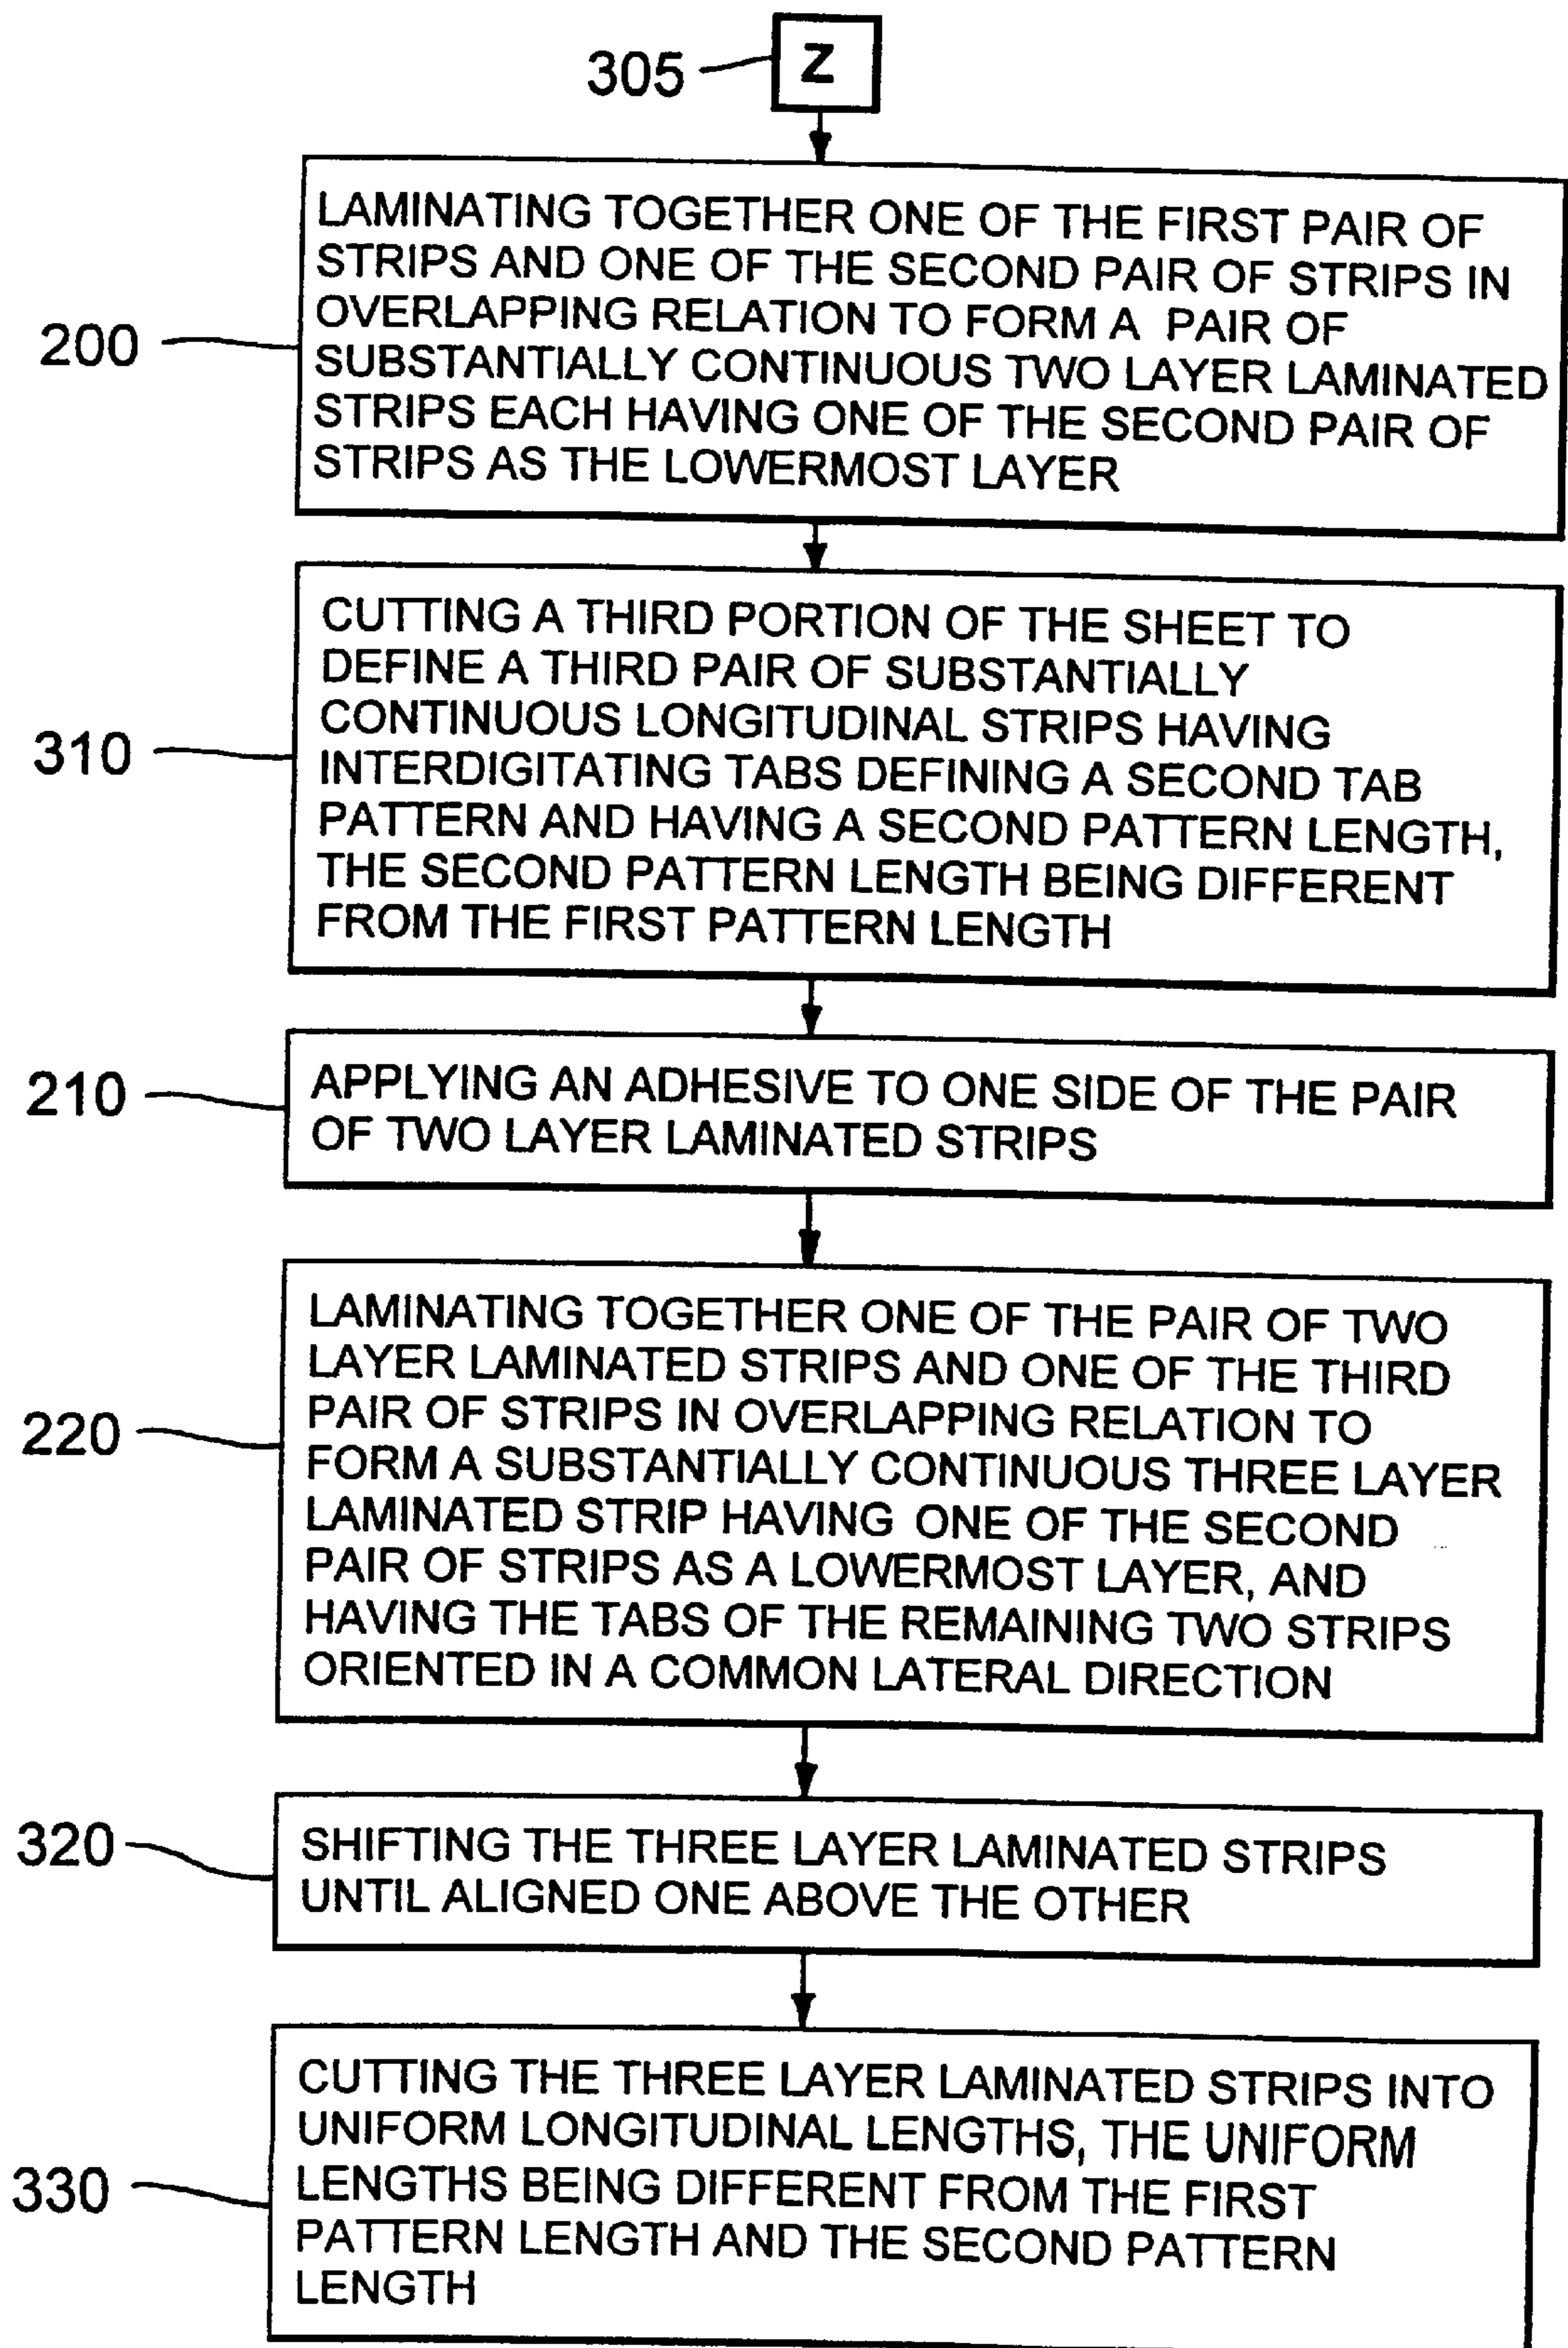 305
Z
200
LAMINATING TOGETHER ONE OF THE FIRST PAIR OF
STRIPS AND ONE OF THE SECOND PAIR OF STRIPS IN
OVERLAPPING RELATION TO FORM A PAIR OF
SUBSTANTIALLY CONTINUOUS TWO LAYER LAMINATED
STRIPS EACH HAVING ONE OF THE SECOND PAIR OF
STRIPS AS THE LOWERMOST LAYER
310
CUTTING A THIRD PORTION OF THE SHEET TO
DEFINE A THIRD PAIR OF SUBSTANTIALLY
CONTINUOUS LONGITUDINAL STRIPS HAVING
INTERDIGITATING TABS DEFINING A SECOND TAB
PATTERN AND HAVING A SECOND PATTERN LENGTH,
THE SECOND PATTERN LENGTH BEING DIFFERENT
FROM THE FIRST PATTERN LENGTH
210
APPLYING AN ADHESIVE TO ONE SIDE OF THE PAIR
OF TWO LAYER LAMINATED STRIPS
220
LAMINATING TOGETHER ONE OF THE PAIR OF TWO
LAYER LAMINATED STRIPS AND ONE OF THE THIRD
PAIR OF STRIPS IN OVERLAPPING RELATION TO
FORM A SUBSTANTIALLY CONTINUOUS THREE LAYER
LAMINATED STRIP HAVING ONE OF THE SECOND
PAIR OF STRIPS AS A LOWERMOST LAYER, AND
HAVING THE TABS OF THE REMAINING TWO STRIPS
ORIENTED IN A COMMON LATERAL DIRECTION
320
SHIFTING THE THREE LAYER LAMINATED STRIPS
UNTIL ALIGNED ONE ABOVE THE OTHER
330
CUTTING THE THREE LAYER LAMINATED STRIPS INTO
UNIFORM LONGITUDINAL LENGTHS, THE UNIFORM
LENGTHS BEING DIFFERENT FROM THE FIRST
PATTERN LENGTH AND THE SECOND PATTERN
LENGTH